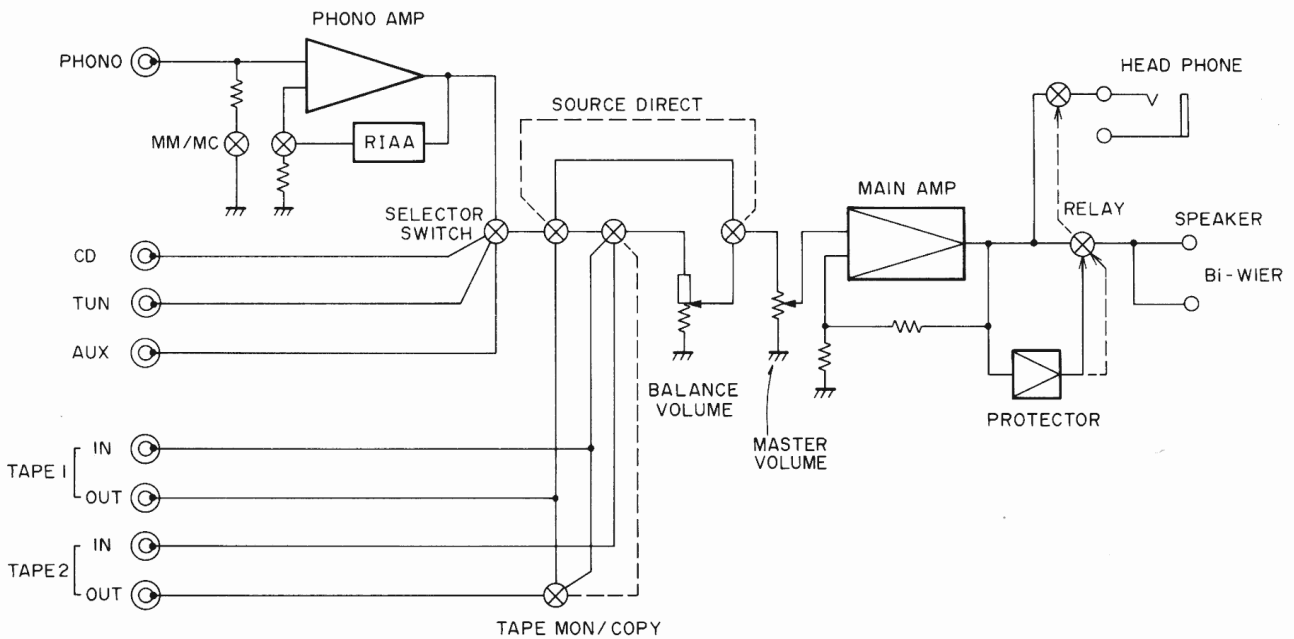 PHONO AMP
PHONO
HEAD PHONE
SOURCE DIRECT
MM/MC
RIAA
MAIN AMP
SELECTOR
SWITCH
RELAY
SPEAKER
CD
Bi-WIER
TUN
AUX
BALANCE
VOLUME
PROTECTOR
MASTER
VOLUME
TAPE 1
IN
OUT
TAPE 2
IN
OUT
TAPE MON/COPY